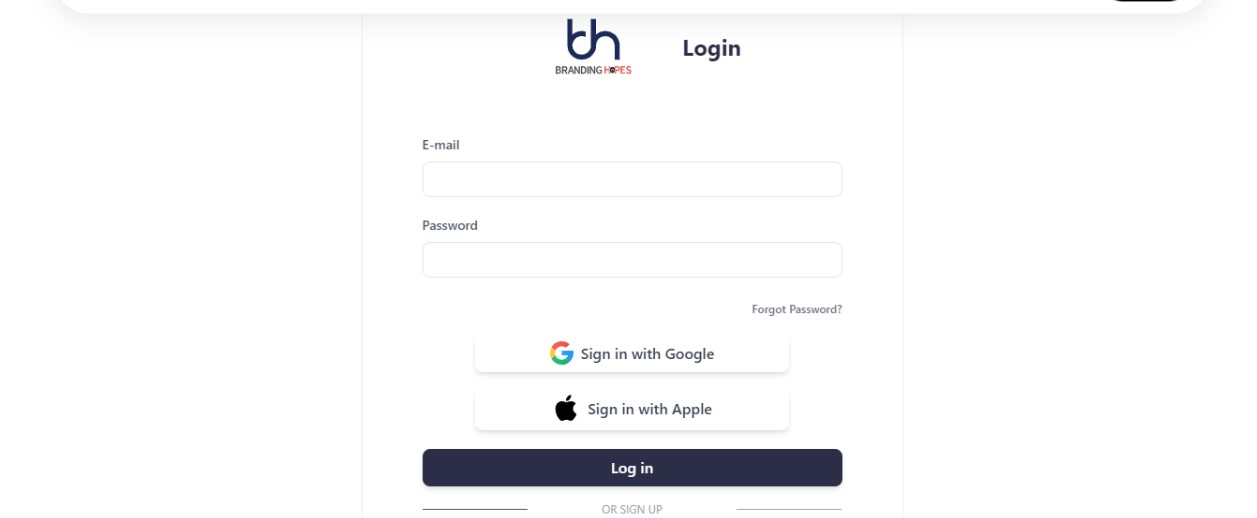 bh
BRANDING HOPES
Login
E-mail
Password
Forgot Password?
Sign in with Google
Sign in with Apple
Log in
OR SIGN UP